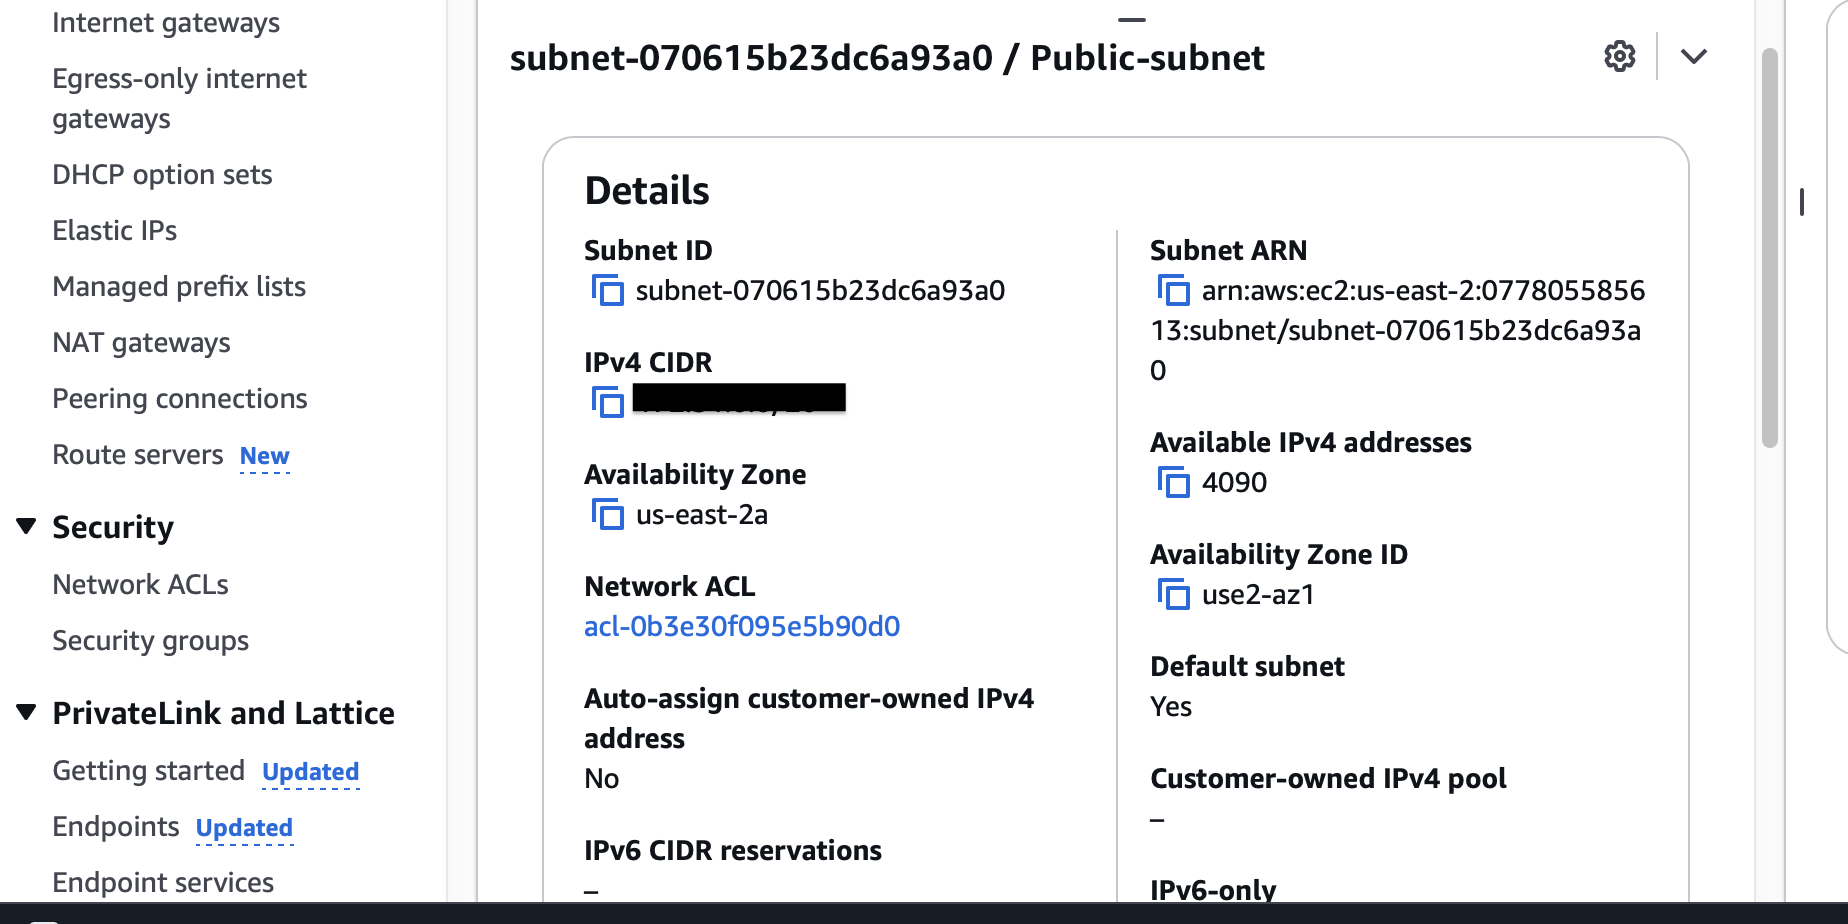 Internet gateways
Egress-only internet
gateways
DHCP option sets
Elastic IPs
Managed prefix lists
NAT gateways
Peering connections
Route servers New
Security
Network ACLs
Security groups
PrivateLink and Lattice
Getting started Updated
Endpoints Updated
Endpoint services
subnet-070615b23dc6a93a0 / Public-subnet
Details
Subnet ID
subnet-070615b23dc6a93a0
IPv4 CIDR
Availability Zone
us-east-2a
Network ACL
acl-0b3e30f095e5b90d0
Auto-assign customer-owned IPv4
address
No
IPv6 CIDR reservations
–
Subnet ARN
arn:aws:ec2:us-east-2:0778055856
13:subnet/subnet-070615b23dc6a93a
0
Available IPv4 addresses
4090
Availability Zone ID
use2-az1
Default subnet
Yes
Customer-owned IPv4 pool
–
IPv6-only